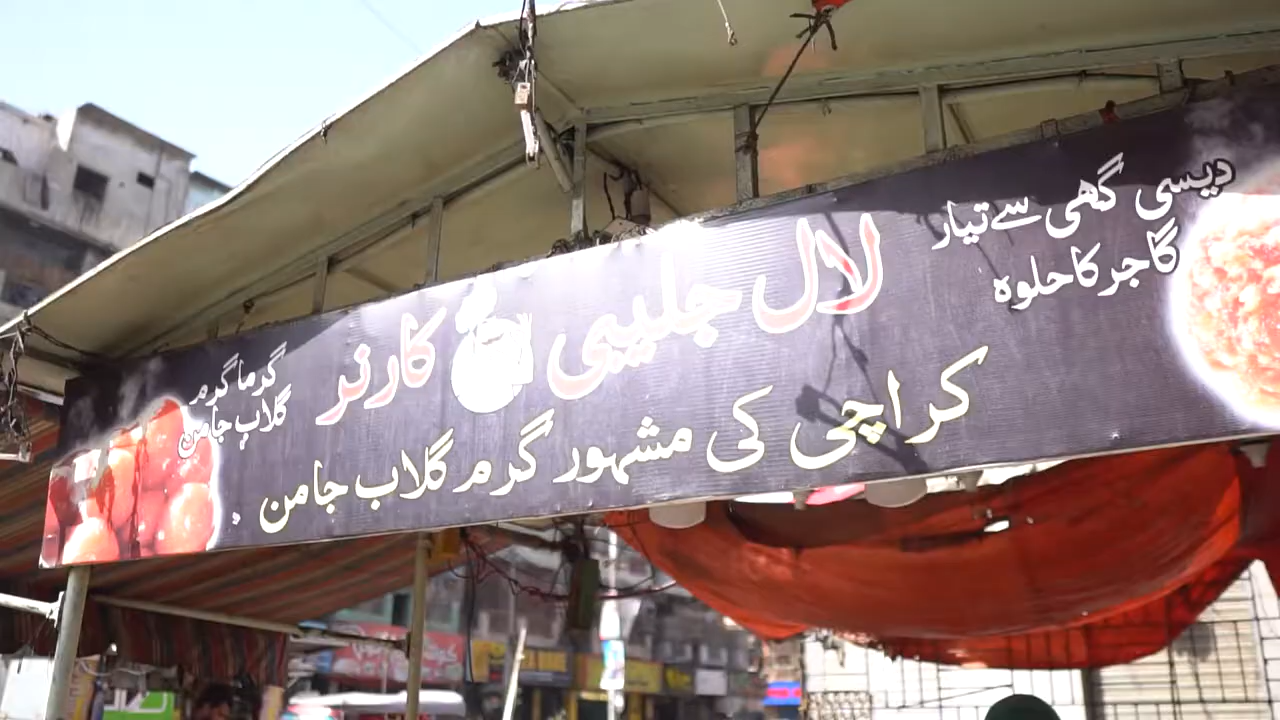 دیسی گھی سے تیار
گاجر کا حلوہ
لال جلیبی کارنر
گرما گرم
گلاب جامن
کراچی کی مشہور گرم گلاب جامن